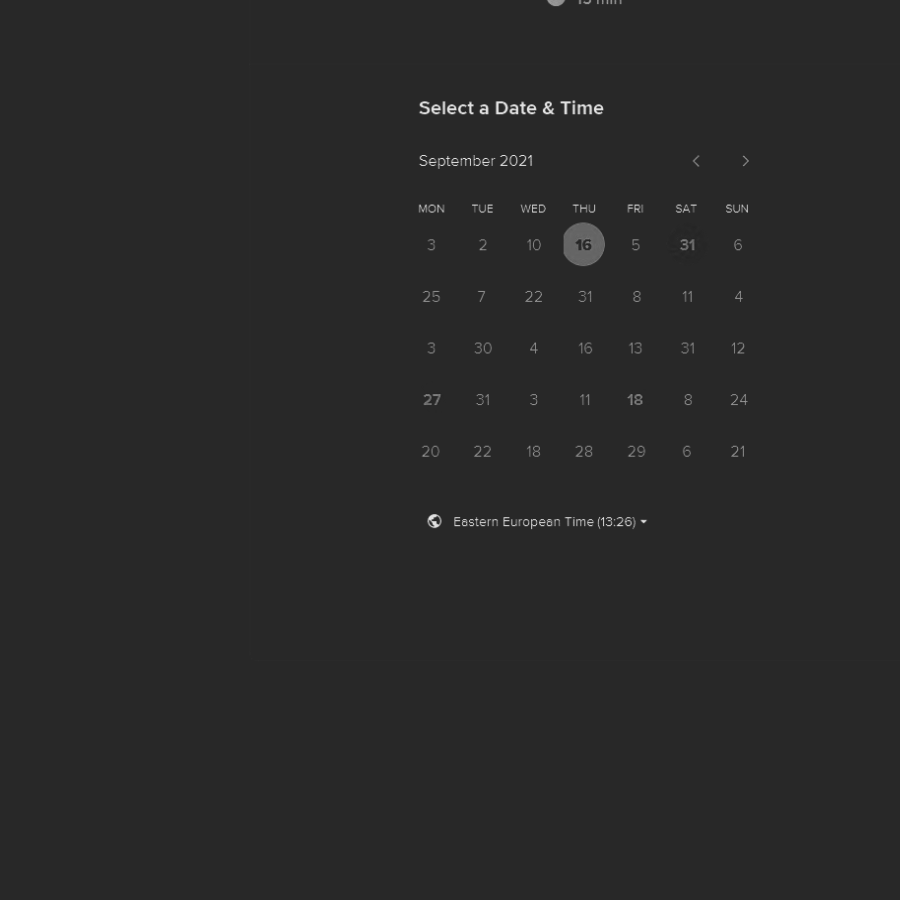 15 min
Select a Date & Time
September 2021
MON TUE WED THU FRI SAT SUN
3 2 10 16 5 31 6
25 7 22 31 8 11 4
3 30 4 16 13 31 12
27 31 3 11 18 8 24
20 22 18 28 29 6 21
Eastern European Time (13:26)